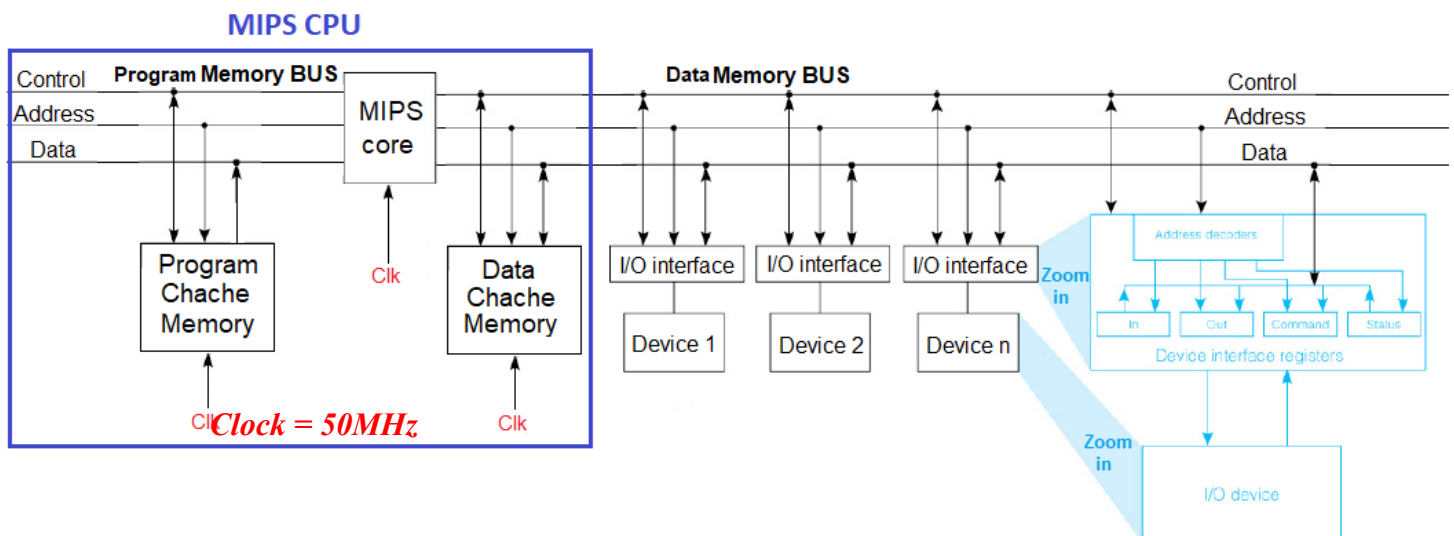 MIPS CPU
Program Memory BUS
Data Memory BUS
Control
Address
Data
MIPS
core
Control
Address
Data
Program
Chache
Memory
Clk
Data
Chache
Memory
I/O interface
I/O interface
I/O interface
Zoom
in
Address decoders
In
Out
Command
Status
Device interface registers
Device 1
Device 2
Device n
Clk
Clock = 50MHz
Clk
Zoom
in
I/O device